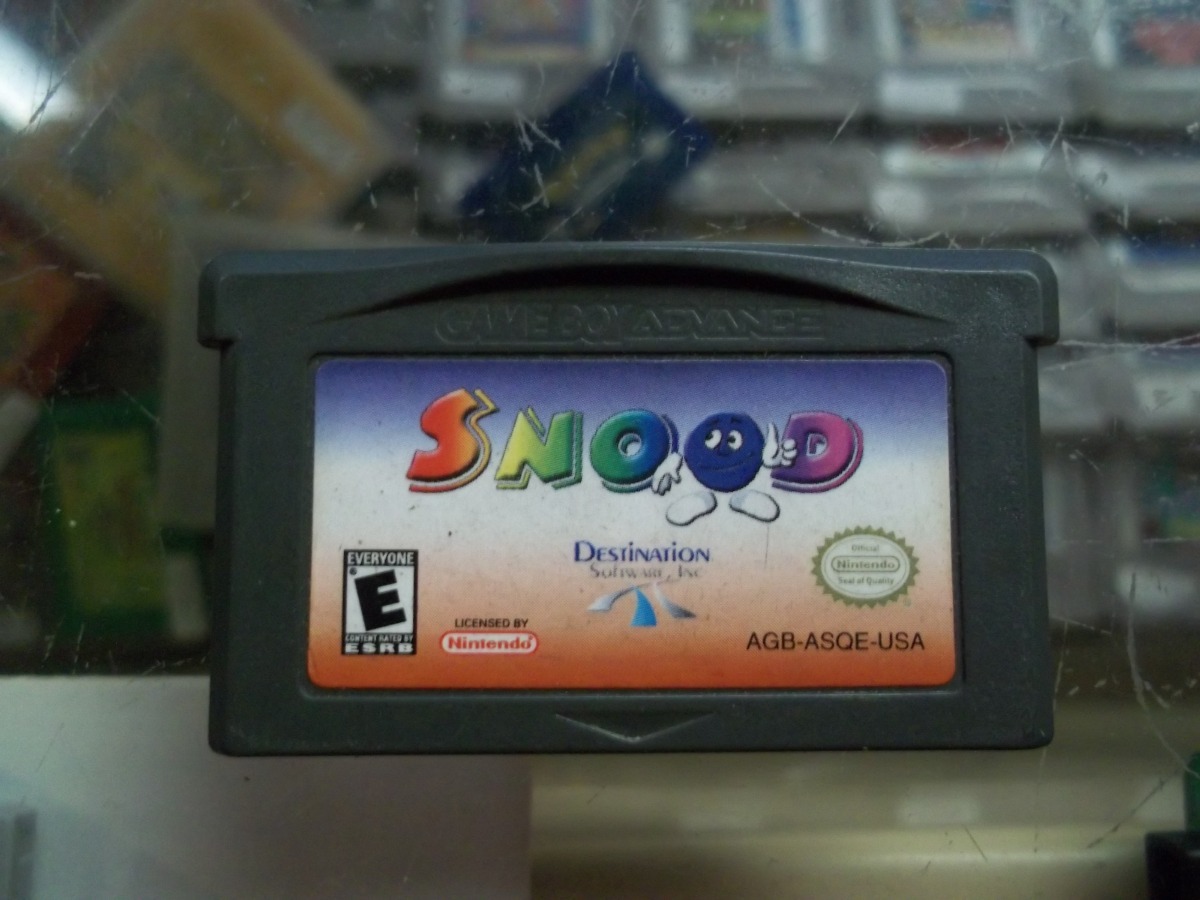 GAME BOY ADVANCE
SNOOD
DESTINATION
SOFTWARE, INC
EVERYONE
E
CONTENT RATED BY
ESRB
LICENSED BY
Nintendo
Official
Nintendo
Seal of Quality
AGB-ASQE-USA